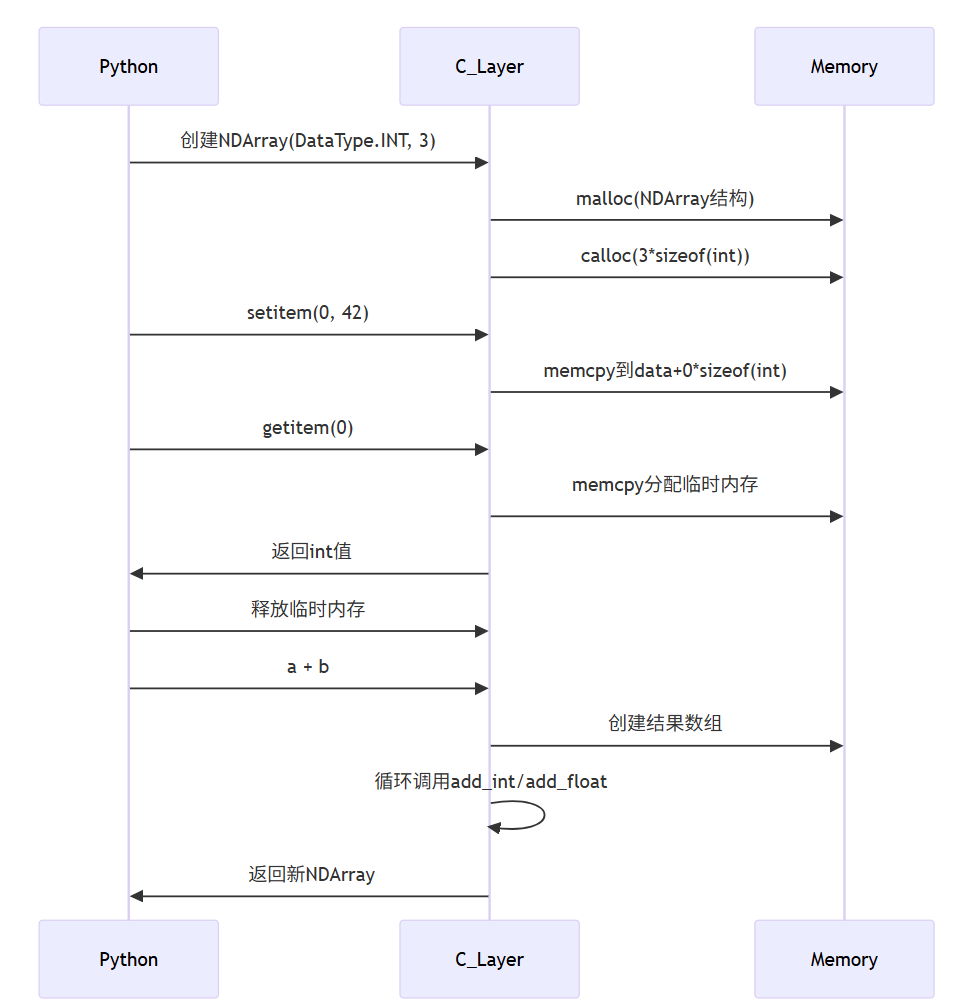 Python
C_Layer
Memory
创建NDArray(DataType.INT, 3)
malloc(NDArray结构)
calloc(3*sizeof(int))
setitem(0, 42)
memcpy到data+0*sizeof(int)
getitem(0)
memcpy分配临时内存
返回int值
释放临时内存
a + b
创建结果数组
循环调用add_int/add_float
返回新NDArray
Python
C_Layer
Memory